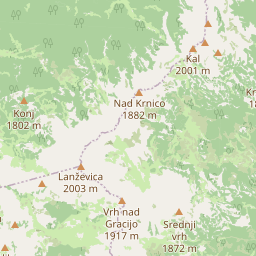 Kal
2001 m
Nad Krnico
1882 m
Konj
1802 m
Lanževica
2003 m
Vrh nad
Gracijo
1917 m
Srednji
vrh
1872 m